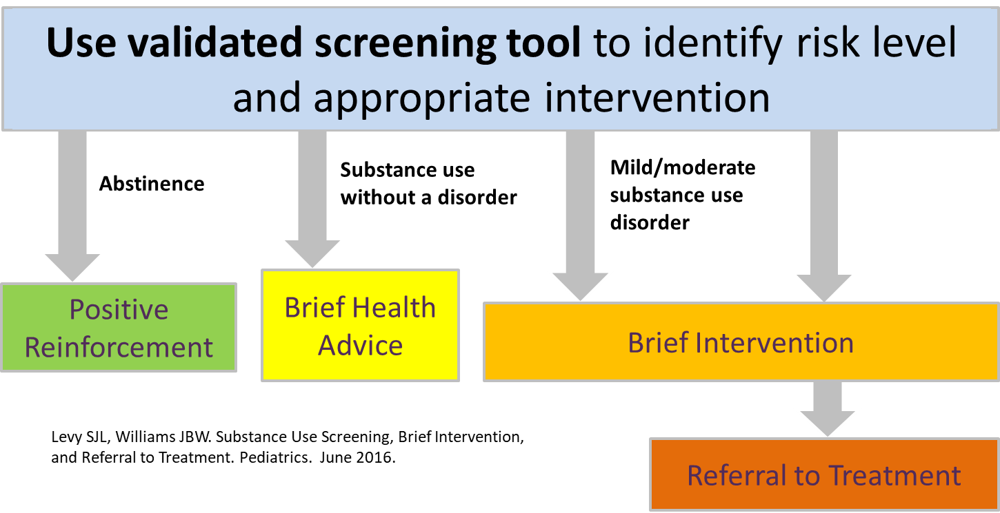 Use validated screening tool to identify risk level
and appropriate intervention
Abstinence
Substance use
without a disorder
Mild/moderate
substance use
disorder
Positive
Reinforcement
Brief Health
Advice
Brief Intervention
Levy SJL, Williams JBW. Substance Use Screening, Brief Intervention,
and Referral to Treatment. Pediatrics.  June 2016.
Referral to Treatment